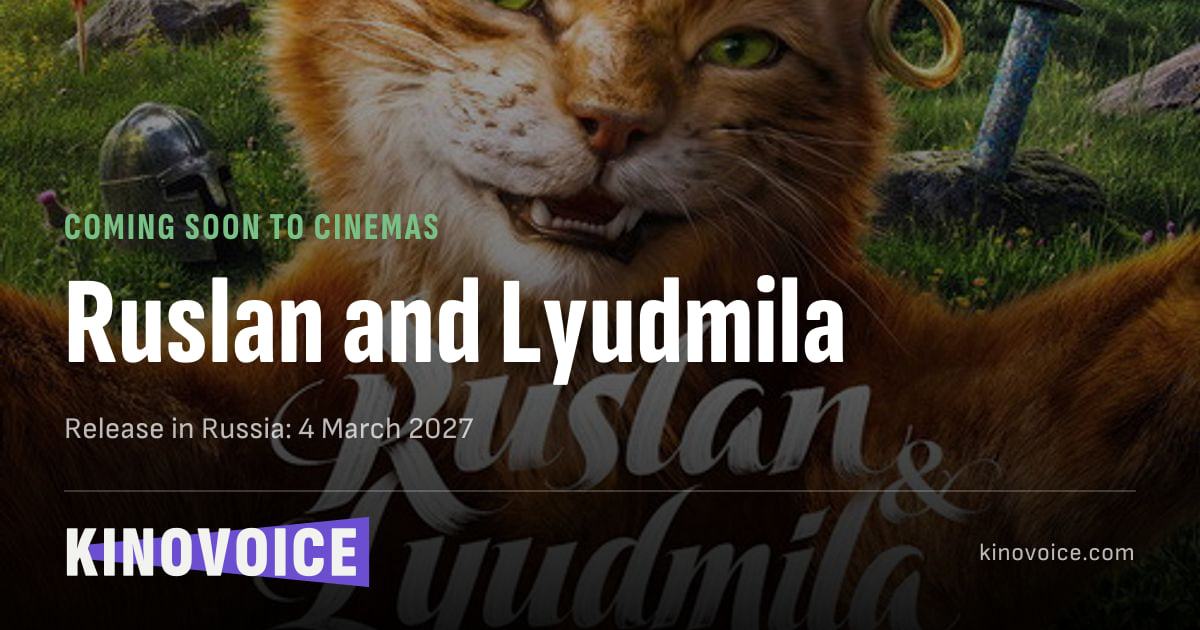 COMING SOON TO CINEMAS
Ruslan and Lyudmila
Release in Russia: 4 March 2027
Ruslan
&
Lyudmila
KINOVOICE
kinovoice.com